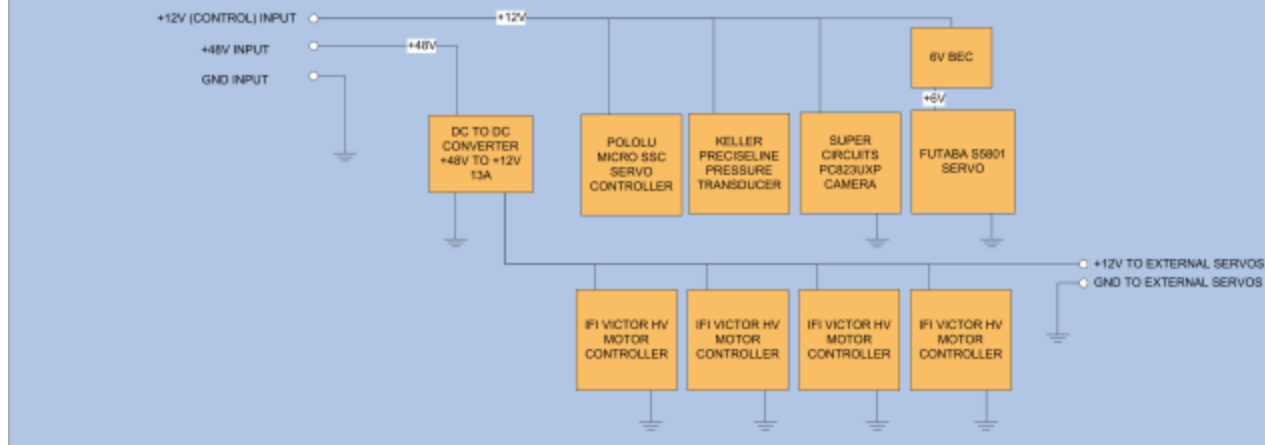 +12V (CONTROL) INPUT
+12V
+48V INPUT
+48V
GND INPUT
6V BEC
+6V
DC TO DC
CONVERTER
+48V TO +12V
13A
POLOLU
MICRO SSC
SERVO
CONTROLLER
KELLER
PRECISELINE
PRESSURE
TRANSDUCER
SUPER
CIRCUITS
PC823UXP
CAMERA
FUTABA S5801
SERVO
+12V TO EXTERNAL SERVOS
GND TO EXTERNAL SERVOS
IFI VICTOR HV
MOTOR
CONTROLLER
IFI VICTOR HV
MOTOR
CONTROLLER
IFI VICTOR HV
MOTOR
CONTROLLER
IFI VICTOR HV
MOTOR
CONTROLLER